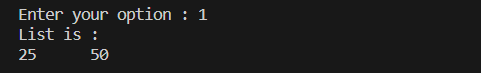 Enter your option : 1
List is :
25      50